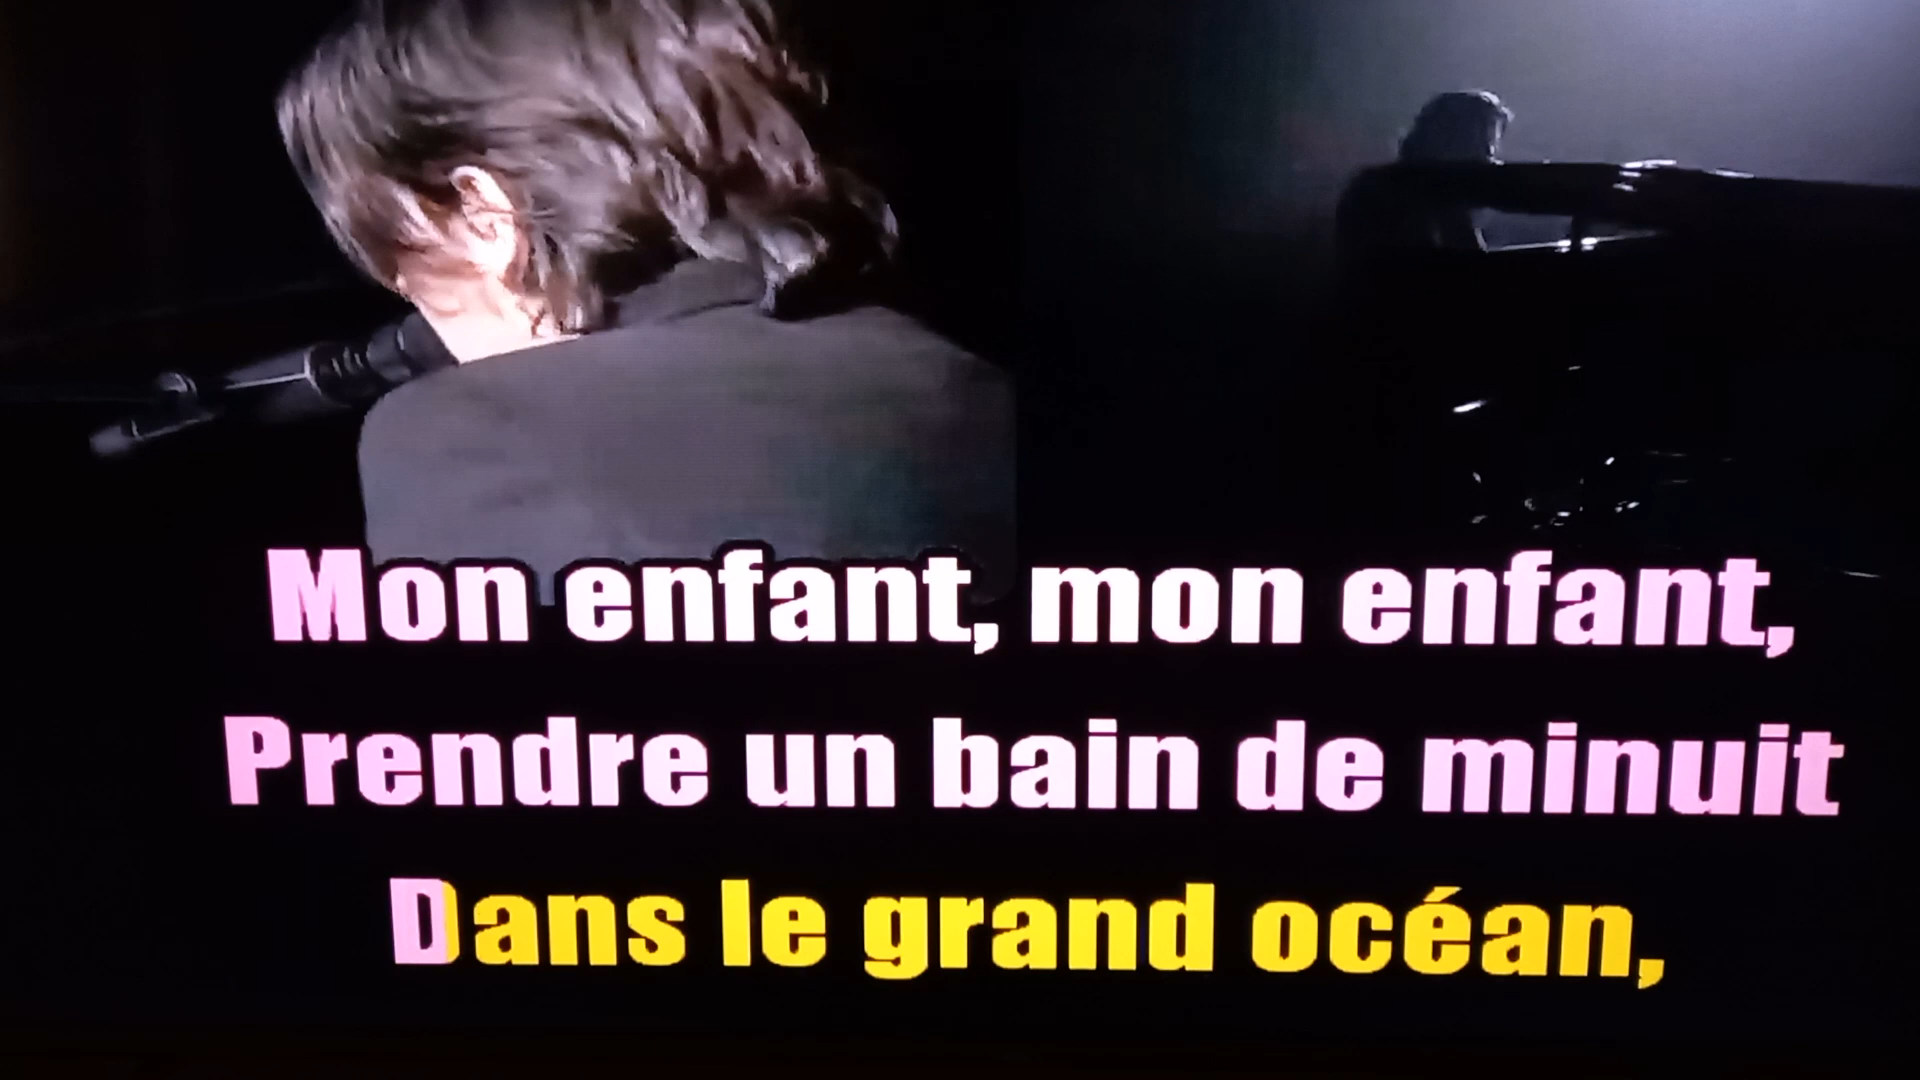 Mon enfant, mon enfant,
Prendre un bain de minuit
Dans le grand océan,